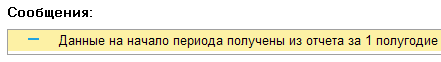 Сообщения:
Данные на начало периода получены из отчета за 1 полугодие